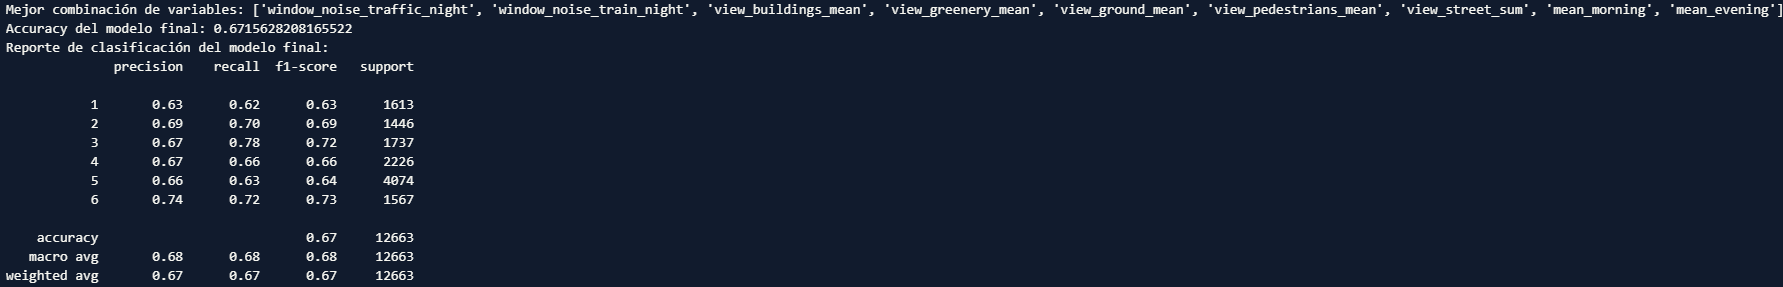 Mejor combinación de variables: ['window_noise_traffic_night', 'window_noise_train_night', 'view_buildings_mean', 'view_greenery_mean', 'view_ground_mean', 'view_pedestrians_mean', 'view_street_sum', 'mean_morning', 'mean_evening']
Accuracy del modelo final: 0.6715628208165522
Reporte de clasificación del modelo final:
precision recall f1-score support
1 0.63 0.62 0.63 1613
2 0.69 0.70 0.69 1446
3 0.67 0.78 0.72 1737
4 0.67 0.66 0.66 2226
5 0.66 0.63 0.64 4074
6 0.74 0.72 0.73 1567
accuracy 0.67 12663
macro avg 0.68 0.68 0.68 12663
weighted avg 0.67 0.67 0.67 12663